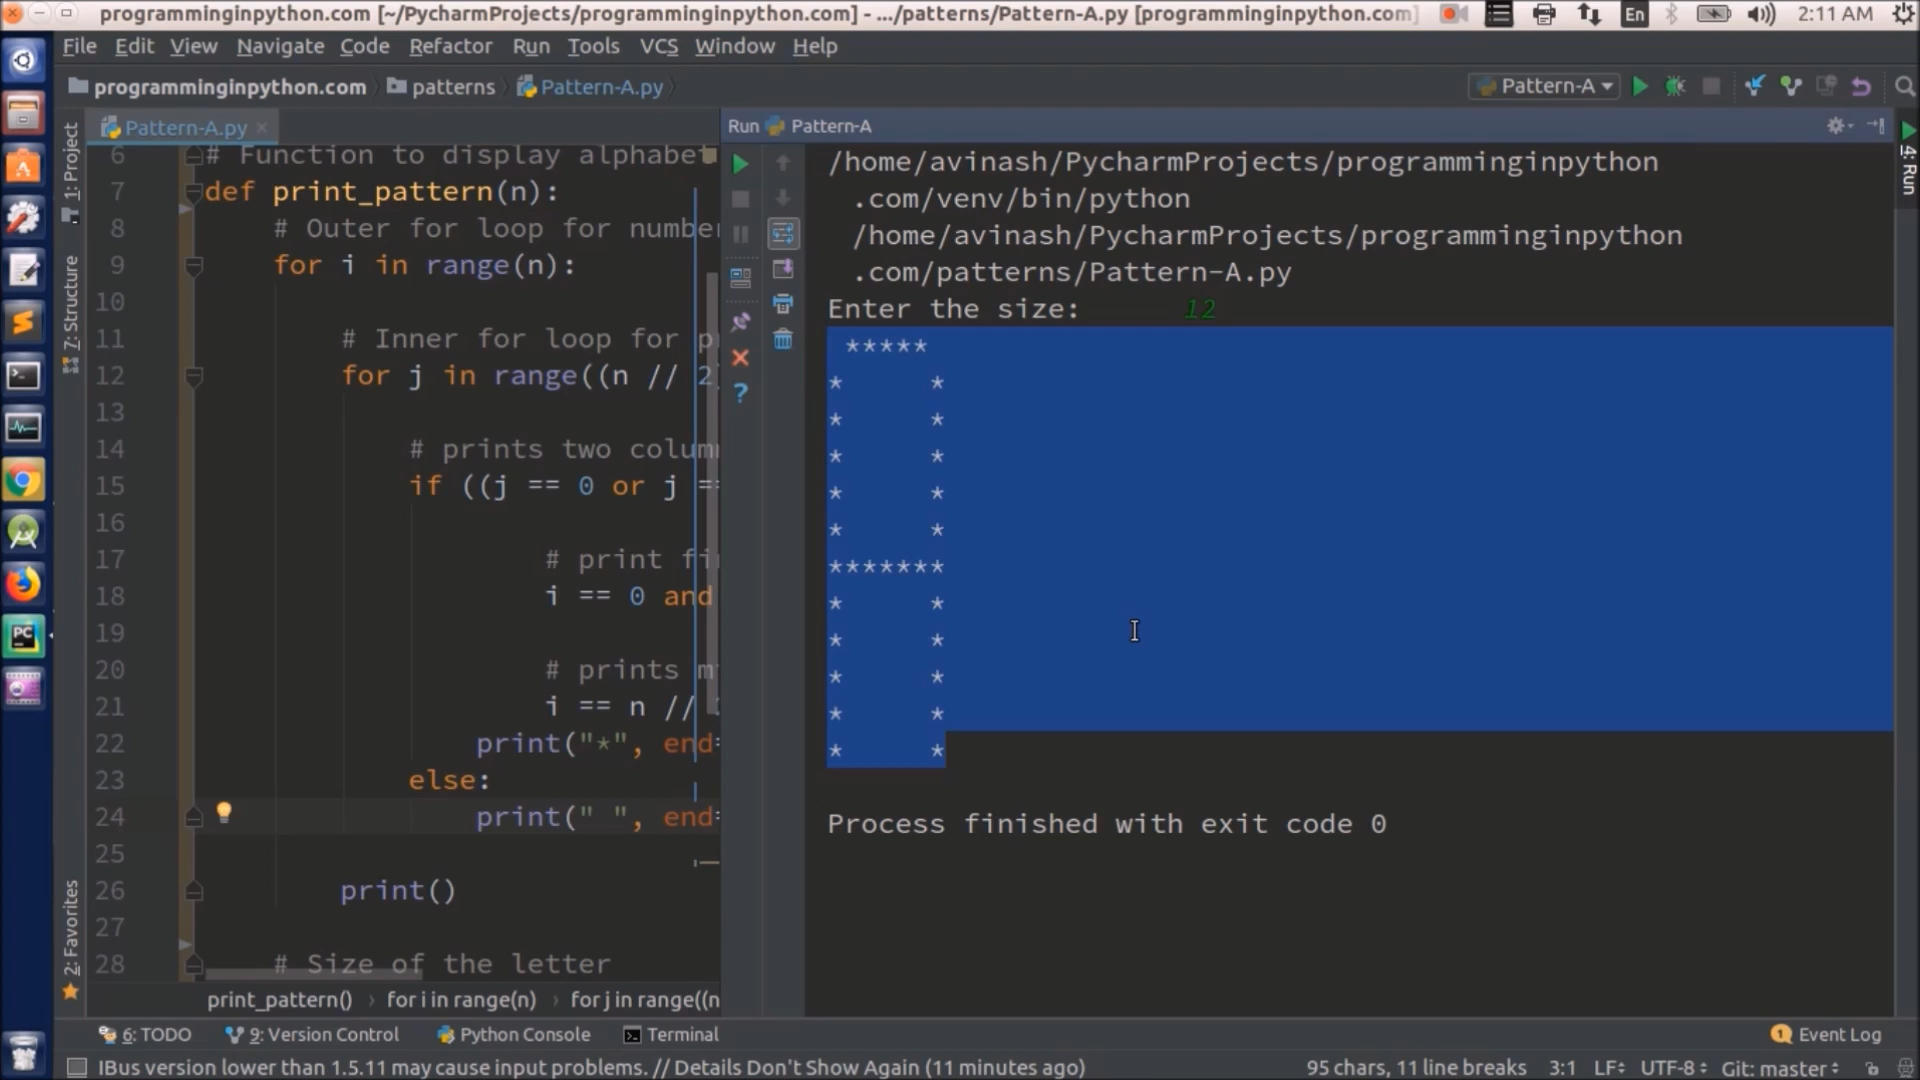 programminginpython.com [~/PycharmProjects/programminginpython.com] - .../patterns/Pattern-A.py [programminginpython.com]
En
2:11 AM
File Edit View Navigate Code Refactor Run Tools VCS Window Help
programminginpython.com patterns Pattern-A.py
Pattern-A
Pattern-A.py
Run Pattern-A
1: Project
7: Structure
2: Favorites
4: Run
6 # Function to display alphabet
7 def print_pattern(n):
8 # Outer for loop for numbe
9 for i in range(n):
10
11 # Inner for loop for p
12 for j in range((n // 2
13
14 # prints two colum
15 if ((j == 0 or j ==
16
17 # print fi
18 i == 0 and
19
20 # prints m
21 i == n //
22 print("*", end=
23 else:
24 print(" ", end=
25
26 print()
27
28 # Size of the letter
/home/avinash/PycharmProjects/programminginpython
.com/venv/bin/python
/home/avinash/PycharmProjects/programminginpython
.com/patterns/Pattern-A.py
Enter the size: 12
 *****
*     *
*     *
*     *
*     *
*     *
*******
*     *
*     *
*     *
*     *
*     *
Process finished with exit code 0
print_pattern() › for i in range(n) › for j in range((n
6: TODO 9: Version Control Python Console Terminal
1 Event Log
IBus version lower than 1.5.11 may cause input problems. // Details Don't Show Again (11 minutes ago)
95 chars, 11 line breaks 3:1 LF UTF-8 Git: master